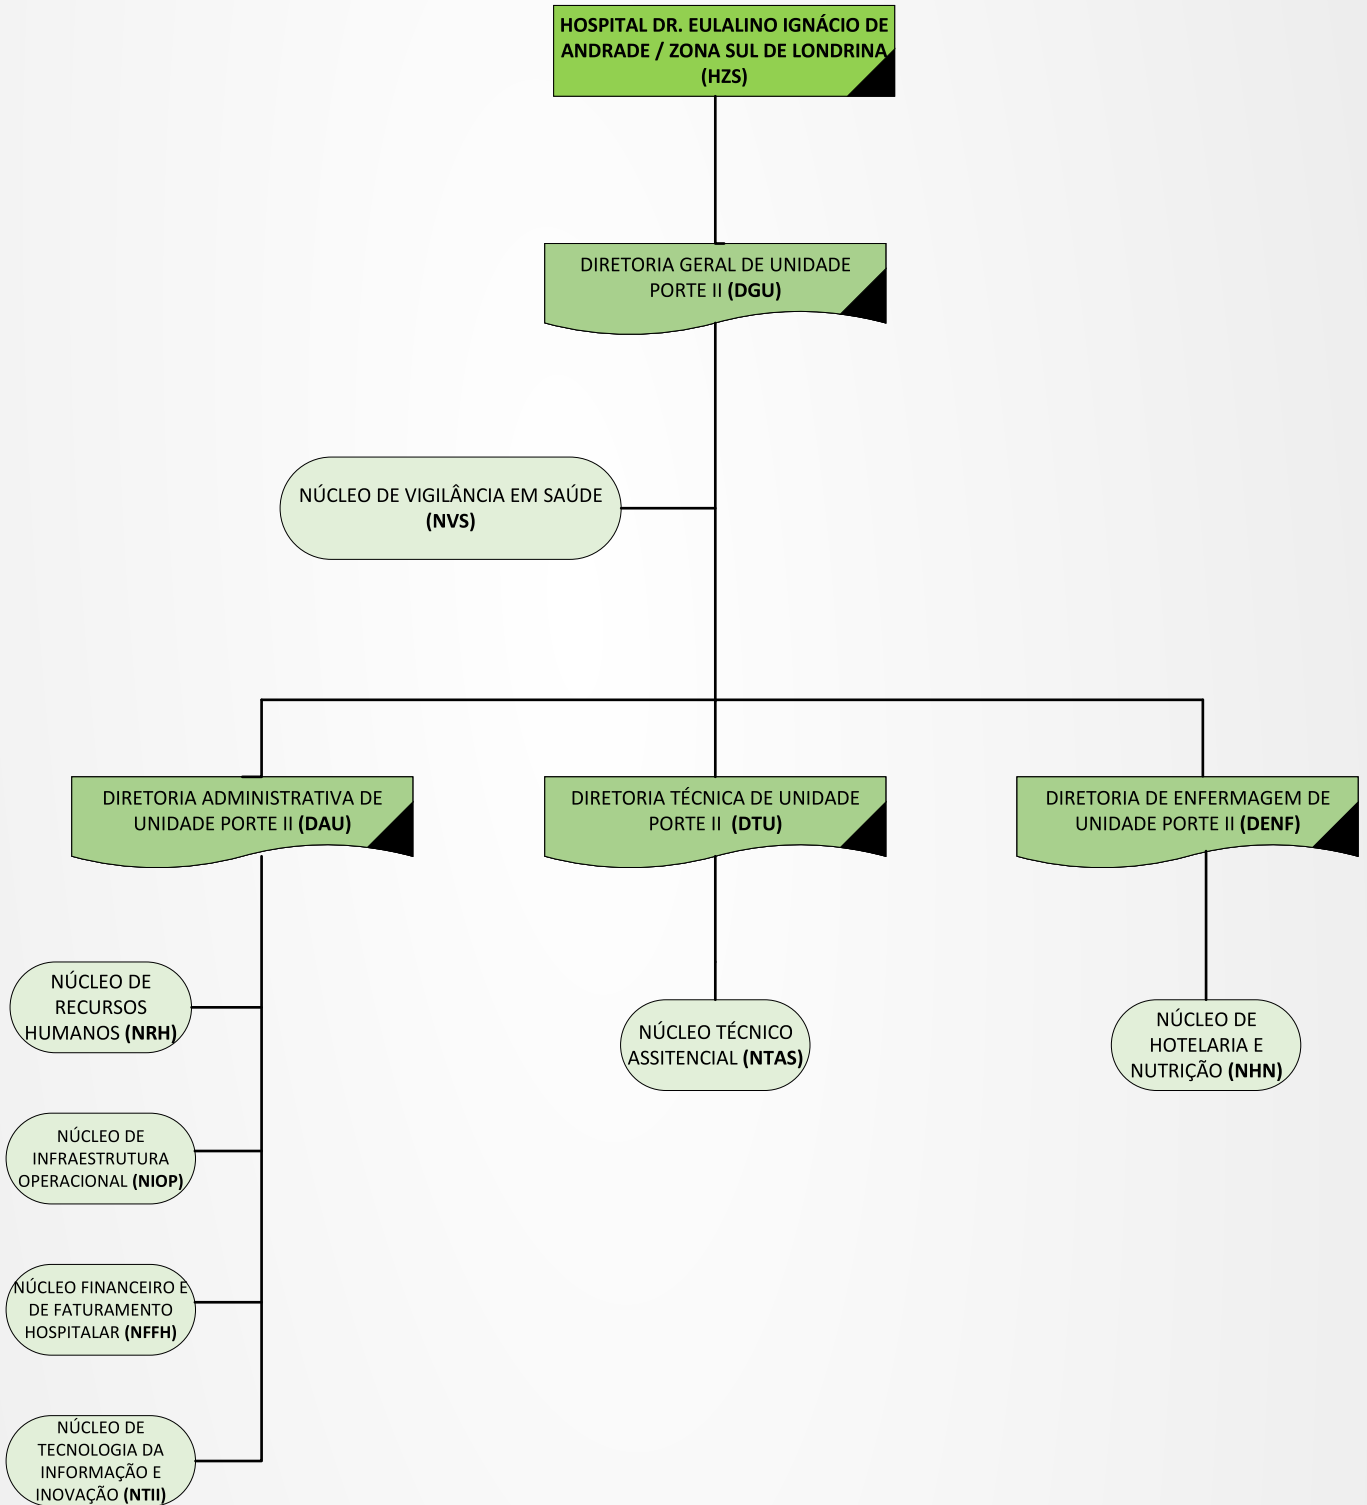 HOSPITAL DR. EULALINO IGNÁCIO DE
ANDRADE / ZONA SUL DE LONDRINA
(HZS)
DIRETORIA GERAL DE UNIDADE
PORTE II (DGU)
NÚCLEO DE VIGILÂNCIA EM SAÚDE
(NVS)
DIRETORIA ADMINISTRATIVA DE
UNIDADE PORTE II (DAU)
DIRETORIA TÉCNICA DE UNIDADE
PORTE II (DTU)
DIRETORIA DE ENFERMAGEM DE
UNIDADE PORTE II (DENF)
NÚCLEO DE
RECURSOS
HUMANOS (NRH)
NÚCLEO TÉCNICO
ASSITENCIAL (NTAS)
NÚCLEO DE
HOTELARIA E
NUTRIÇÃO (NHN)
NÚCLEO DE
INFRAESTRUTURA
OPERACIONAL (NIOP)
NÚCLEO FINANCEIRO E
DE FATURAMENTO
HOSPITALAR (NFFH)
NÚCLEO DE
TECNOLOGIA DA
INFORMAÇÃO E
INOVAÇÃO (NTII)